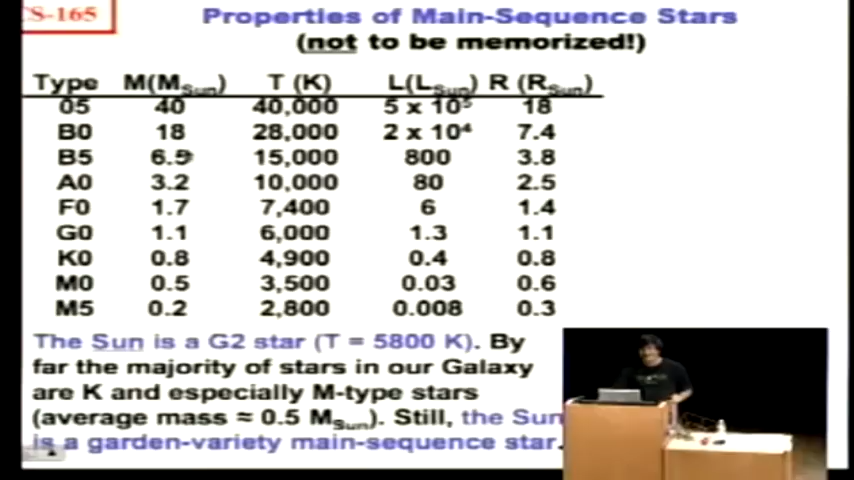 CS-165
Properties of Main-Sequence Stars
(not to be memorized!)
Type M(MSun) T (K) L(LSun) R (RSun)
05 40 40,000 5 x 10⁵ 18
B0 18 28,000 2 x 10⁴ 7.4
B5 6.5 15,000 800 3.8
A0 3.2 10,000 80 2.5
F0 1.7 7,400 6 1.4
G0 1.1 6,000 1.3 1.1
K0 0.8 4,900 0.4 0.8
M0 0.5 3,500 0.03 0.6
M5 0.2 2,800 0.008 0.3
The Sun is a G2 star (T = 5800 K). By
far the majority of stars in our Galaxy
are K and especially M-type stars
(average mass ≈ 0.5 MSun). Still, the Sun
is a garden-variety main-sequence star.